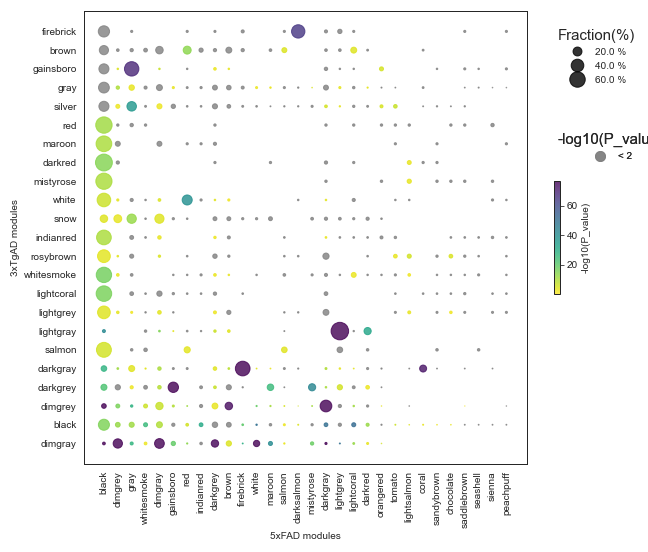 firebrick
brown
gainsboro
gray
silver
red
maroon
darkred
mistyrose
white
snow
indianred
rosybrown
whitesmoke
lightcoral
lightgrey
lightgray
salmon
darkgray
darkgrey
dimgrey
black
dimgray
3xTgAD modules
black
dimgrey
gray
whitesmoke
dimgray
gainsboro
red
indianred
darkgrey
brown
firebrick
white
maroon
salmon
darksalmon
mistyrose
darkgray
lightgrey
lightcoral
darkred
orangered
tomato
lightsalmon
coral
sandybrown
chocolate
saddlebrown
seashell
sienna
peachpuff
5xFAD modules
Fraction(%)
20.0 %
40.0 %
60.0 %
-log10(P_valu
< 2
60
40
20
-log10(P_value)